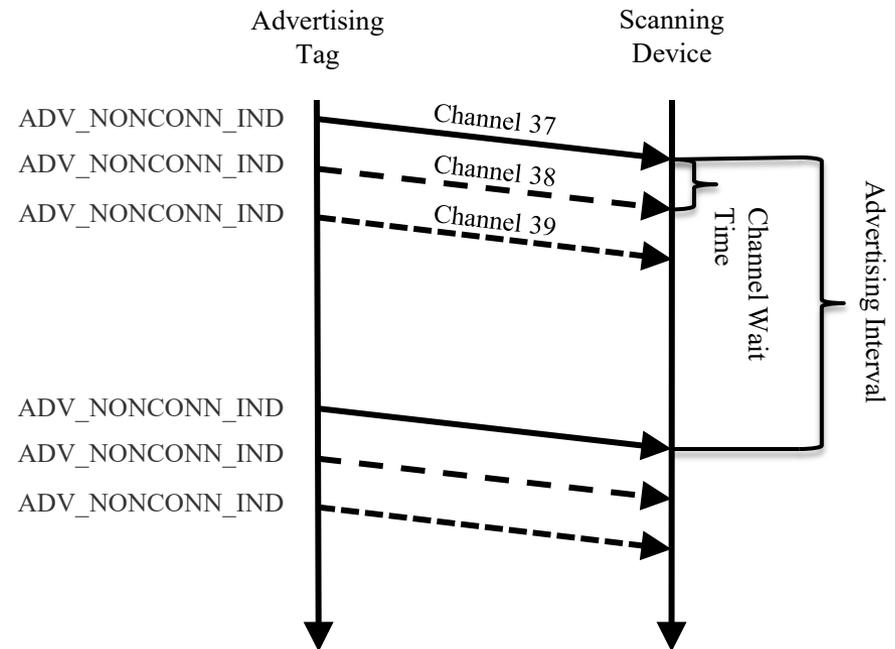 Advertising
Tag
Scanning
Device
ADV_NONCONN_IND
Channel 37
ADV_NONCONN_IND
Channel 38
ADV_NONCONN_IND
Channel 39
Channel Wait
Time
Advertising Interval
ADV_NONCONN_IND
ADV_NONCONN_IND
ADV_NONCONN_IND